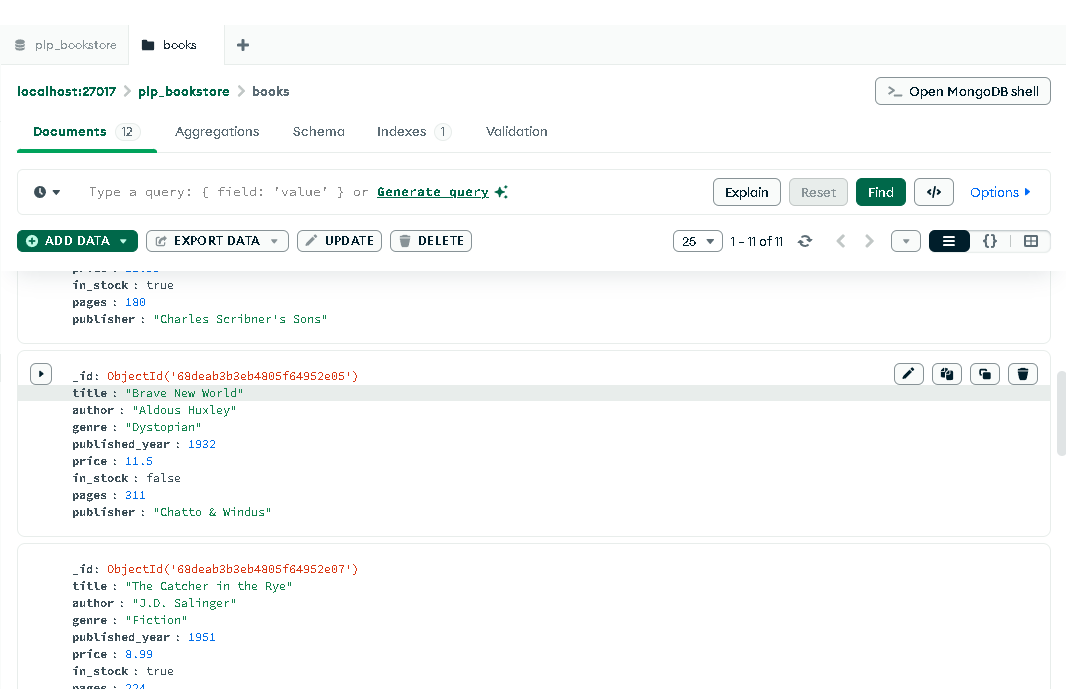 plp_bookstore
books
localhost:27017 > plp_bookstore > books
>_ Open MongoDB shell
Documents 12
Aggregations
Schema
Indexes 1
Validation
Type a query: { field: 'value' } or Generate query
Explain
Reset
Find
</>
Options
ADD DATA
EXPORT DATA
UPDATE
DELETE
25
1 – 11 of 11
{}
in_stock : true
pages : 180
publisher : "Charles Scribner's Sons"
_id: ObjectId('68deab3b3eb4805f64952e05')
title : "Brave New World"
author : "Aldous Huxley"
genre : "Dystopian"
published_year : 1932
price : 11.5
in_stock : false
pages : 311
publisher : "Chatto & Windus"
_id: ObjectId('68deab3b3eb4805f64952e07')
title : "The Catcher in the Rye"
author : "J.D. Salinger"
genre : "Fiction"
published_year : 1951
price : 8.99
in_stock : true
pages : 224